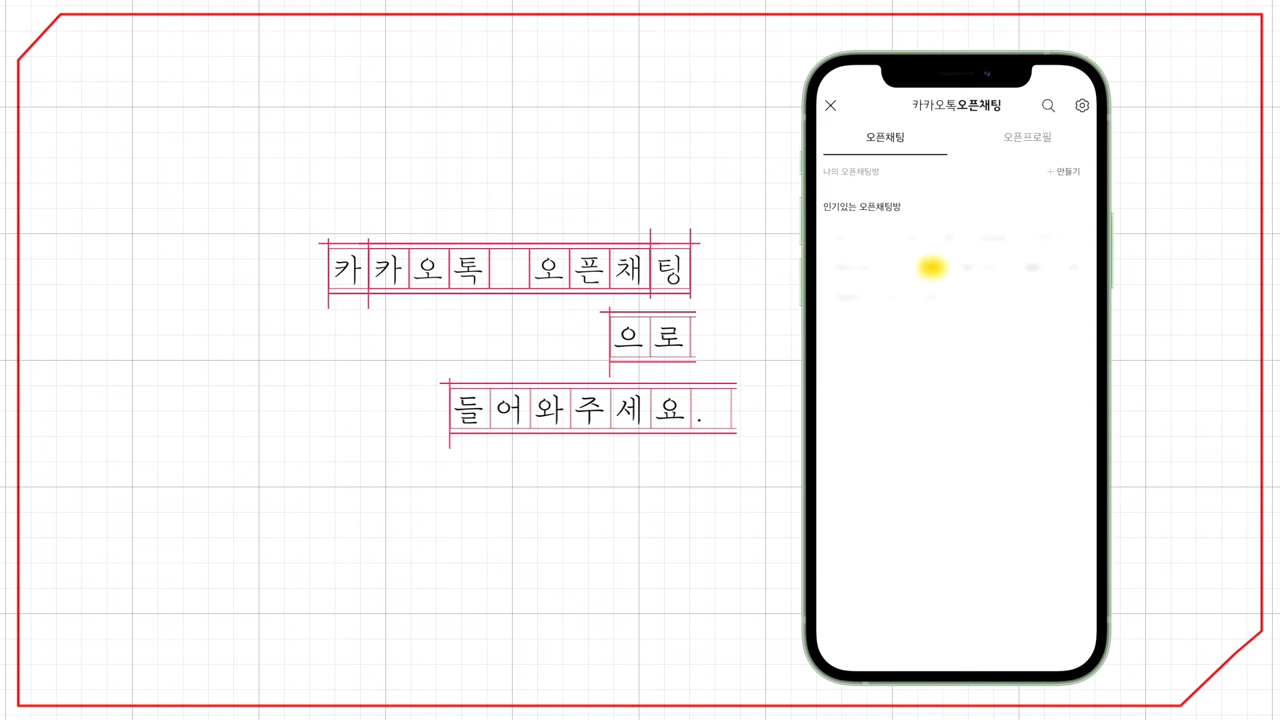 카카오톡 오픈채팅
으로
들어와주세요.
카카오톡오픈채팅
오픈채팅 오픈프로필
나의 오픈채팅방 + 만들기
인기있는 오픈채팅방